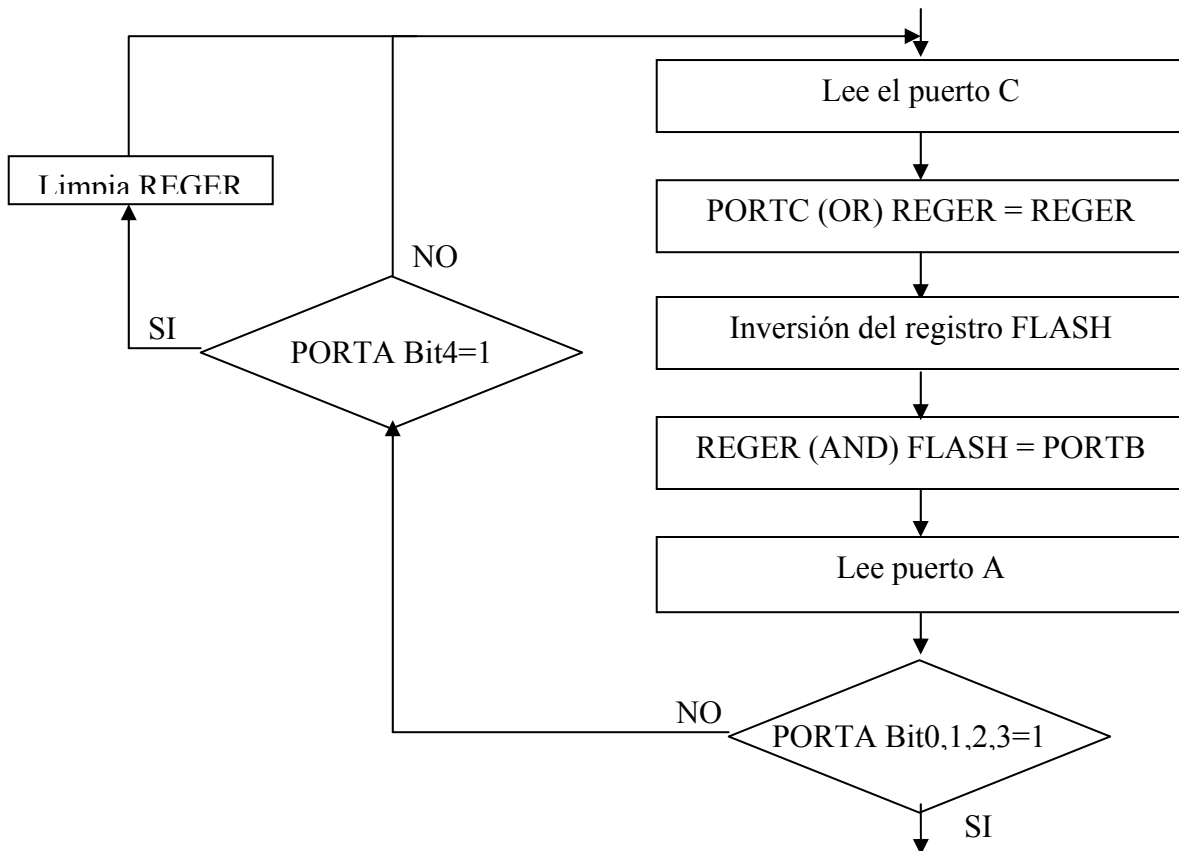 Lee el puerto C
Limpia REGER
PORTC (OR) REGER = REGER
NO
Inversión del registro FLASH
SI
PORTA Bit4=1
REGER (AND) FLASH = PORTB
Lee puerto A
NO
PORTA Bit0,1,2,3=1
SI